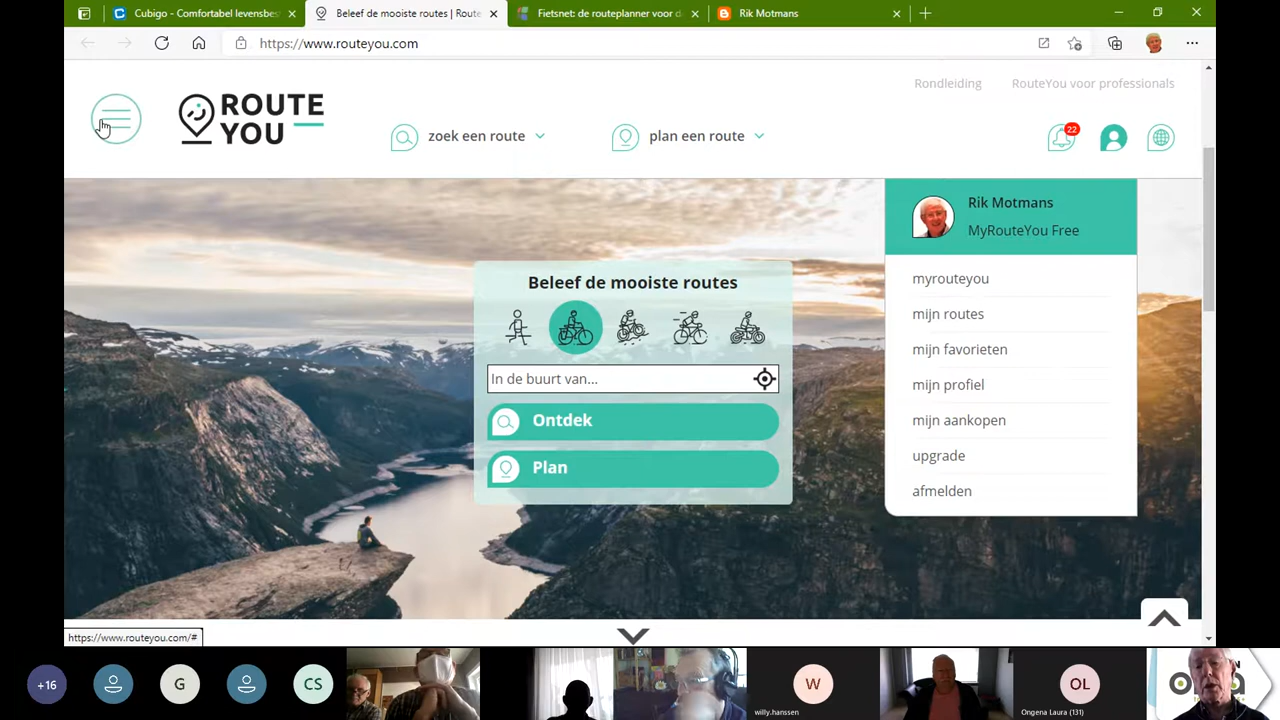 Cubigo - Comfortabel levensbes
Beleef de mooiste routes | Route
Fietsnet: de routeplanner voor d
Rik Motmans
https://www.routeyou.com
Rondleiding
RouteYou voor professionals
ROUTE
YOU
zoek een route
plan een route
22
Rik Motmans
MyRouteYou Free
myrouteyou
mijn routes
mijn favorieten
mijn profiel
mijn aankopen
upgrade
afmelden
Beleef de mooiste routes
In de buurt van...
Ontdek
Plan
https://www.routeyou.com/#
+16
G
CS
W
willy.hanssen
OL
Ongena Laura (131)